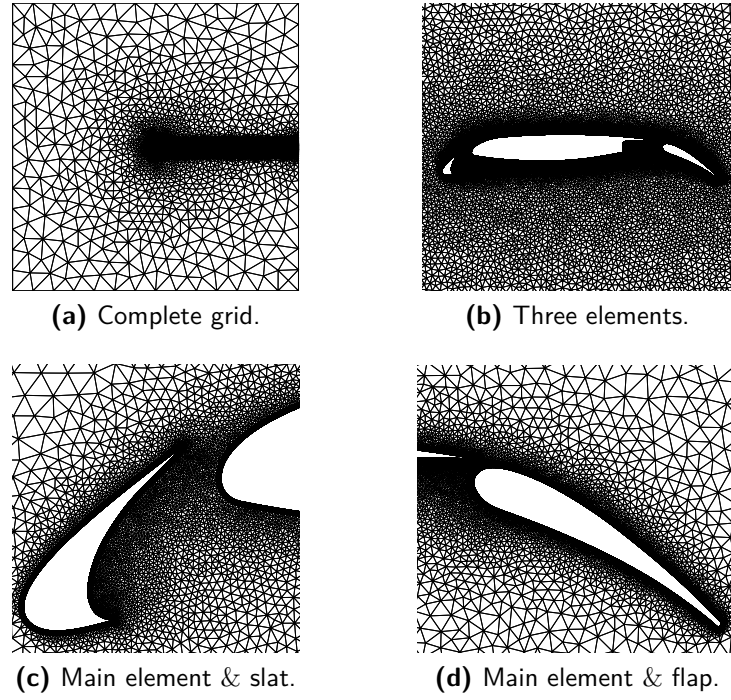 (a) Complete grid.
(b) Three elements.
(c) Main element & slat.
(d) Main element & flap.